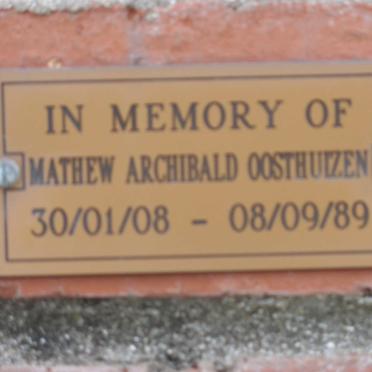 IN MEMORY OF
MATHEW ARCHIBALD OOSTHUIZEN
30/01/08 - 08/09/89